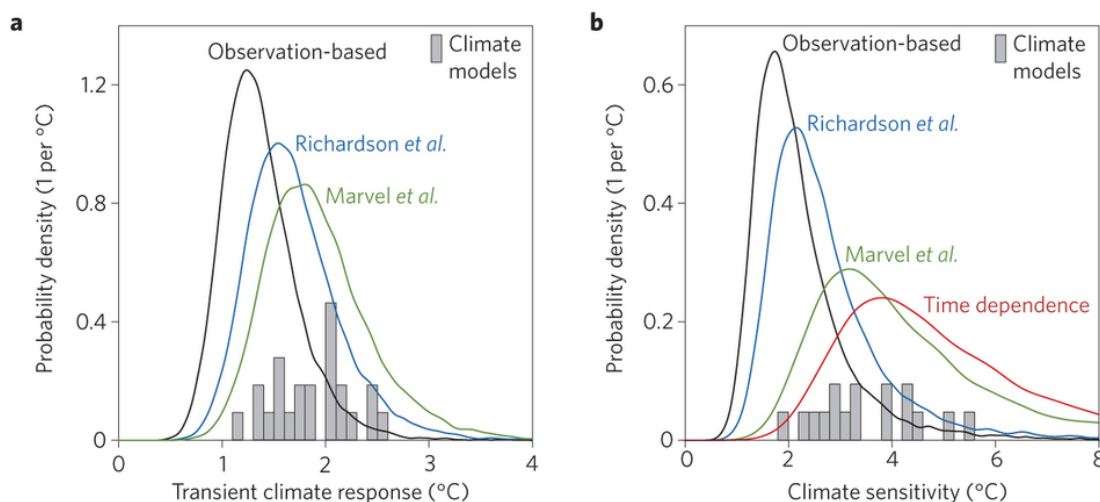 a
Observation-based
Climate
models
Richardson et al.
Marvel et al.
Probability density (1 per °C)
1.2
0.8
0.4
0
0
1
2
3
4
Transient climate response (°C)
b
Observation-based
Climate
models
Richardson et al.
Marvel et al.
Time dependence
Probability density (1 per °C)
0.6
0.4
0.2
0
0
2
4
6
8
Climate sensitivity (°C)